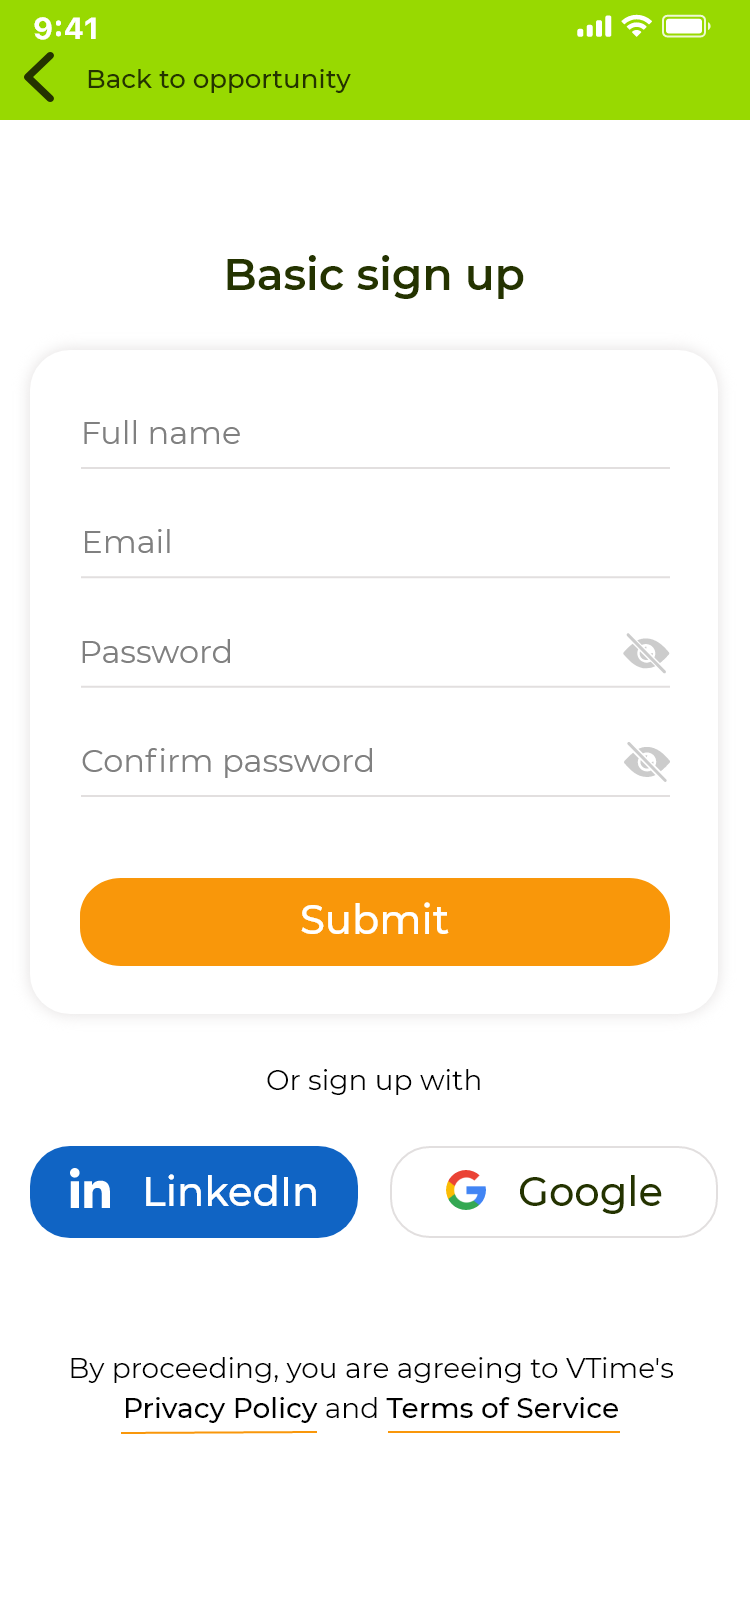 9:41
Back to opportunity
Basic sign up
Full name
Email
Password
Confirm password
Submit
Or sign up with
in LinkedIn
G Google
By proceeding, you are agreeing to VTime's
Privacy Policy and Terms of Service